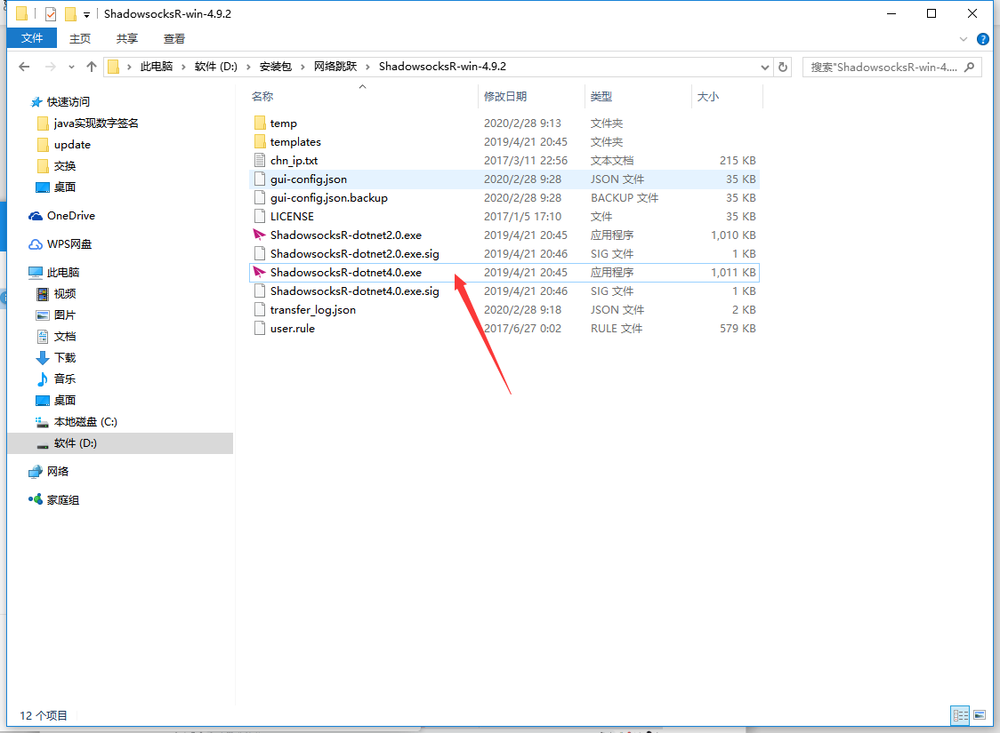 ShadowsocksR-win-4.9.2
文件 主页 共享 查看
此电脑 软件 (D:) 安装包 网络跳跃 ShadowsocksR-win-4.9.2 搜索"ShadowsocksR-win-4....
快速访问
java实现数字签名
update
交换
桌面
OneDrive
WPS网盘
此电脑
视频
图片
文档
下载
音乐
桌面
本地磁盘 (C:)
软件 (D:)
网络
家庭组
名称 修改日期 类型 大小
temp 2020/2/28 9:13 文件夹
templates 2019/4/21 20:45 文件夹
chn_ip.txt 2017/3/11 22:56 文本文档 215 KB
gui-config.json 2020/2/28 9:28 JSON 文件 35 KB
gui-config.json.backup 2020/2/28 9:28 BACKUP 文件 35 KB
LICENSE 2017/1/5 17:10 文件 35 KB
ShadowsocksR-dotnet2.0.exe 2019/4/21 20:45 应用程序 1,010 KB
ShadowsocksR-dotnet2.0.exe.sig 2019/4/21 20:46 SIG 文件 1 KB
ShadowsocksR-dotnet4.0.exe 2019/4/21 20:45 应用程序 1,011 KB
ShadowsocksR-dotnet4.0.exe.sig 2019/4/21 20:46 SIG 文件 1 KB
transfer_log.json 2020/2/28 9:18 JSON 文件 2 KB
user.rule 2017/6/27 0:02 RULE 文件 579 KB
12 个项目